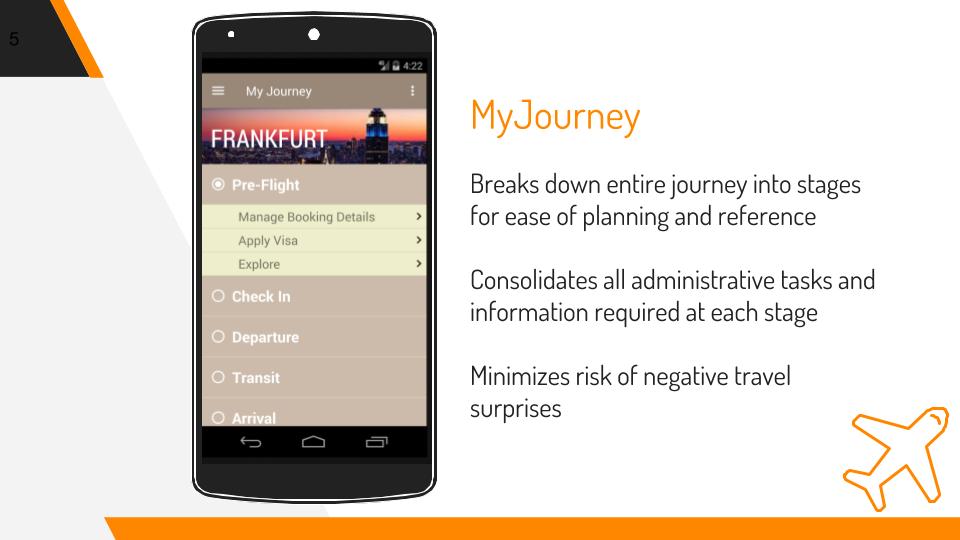 5
4:22
My Journey
FRANKFURT
Pre-Flight
Manage Booking Details
Apply Visa
Explore
Check In
Departure
Transit
Arrival
MyJourney
Breaks down entire journey into stages
for ease of planning and reference
Consolidates all administrative tasks and
information required at each stage
Minimizes risk of negative travel
surprises